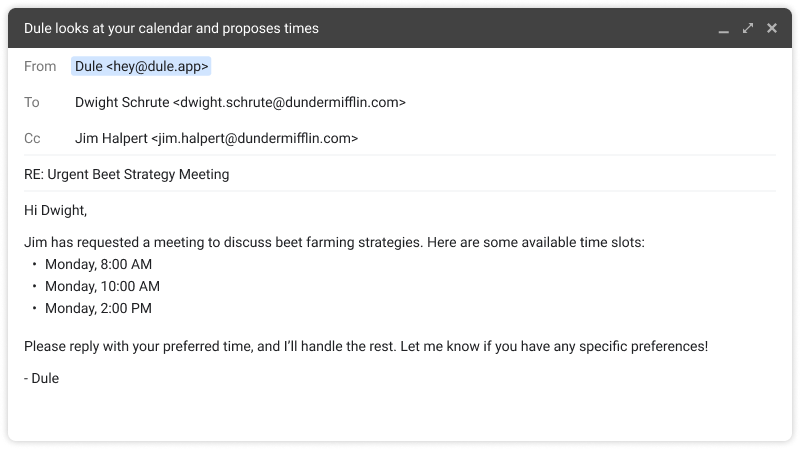 Dule looks at your calendar and proposes times
From Dule <hey@dule.app>
To Dwight Schrute <dwight.schrute@dundermifflin.com>
Cc Jim Halpert <jim.halpert@dundermifflin.com>
RE: Urgent Beet Strategy Meeting
Hi Dwight,
Jim has requested a meeting to discuss beet farming strategies. Here are some available time slots:
• Monday, 8:00 AM
• Monday, 10:00 AM
• Monday, 2:00 PM
Please reply with your preferred time, and I’ll handle the rest. Let me know if you have any specific preferences!
- Dule